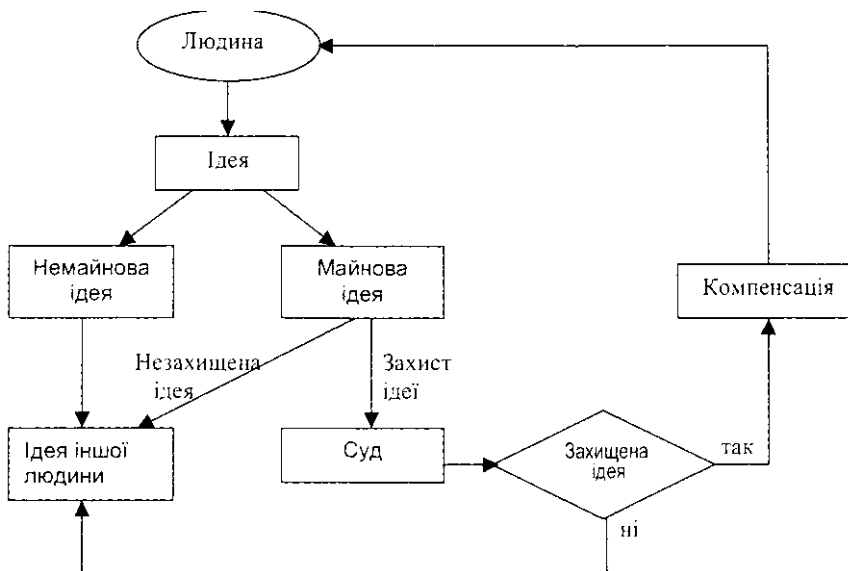 Людина
Ідея
Немайнова
ідея
Майнова
ідея
Компенсація
Незахищена
ідея
Захист
ідеї
Ідея іншої
людини
Суд
Захищена
ідея
так
ні